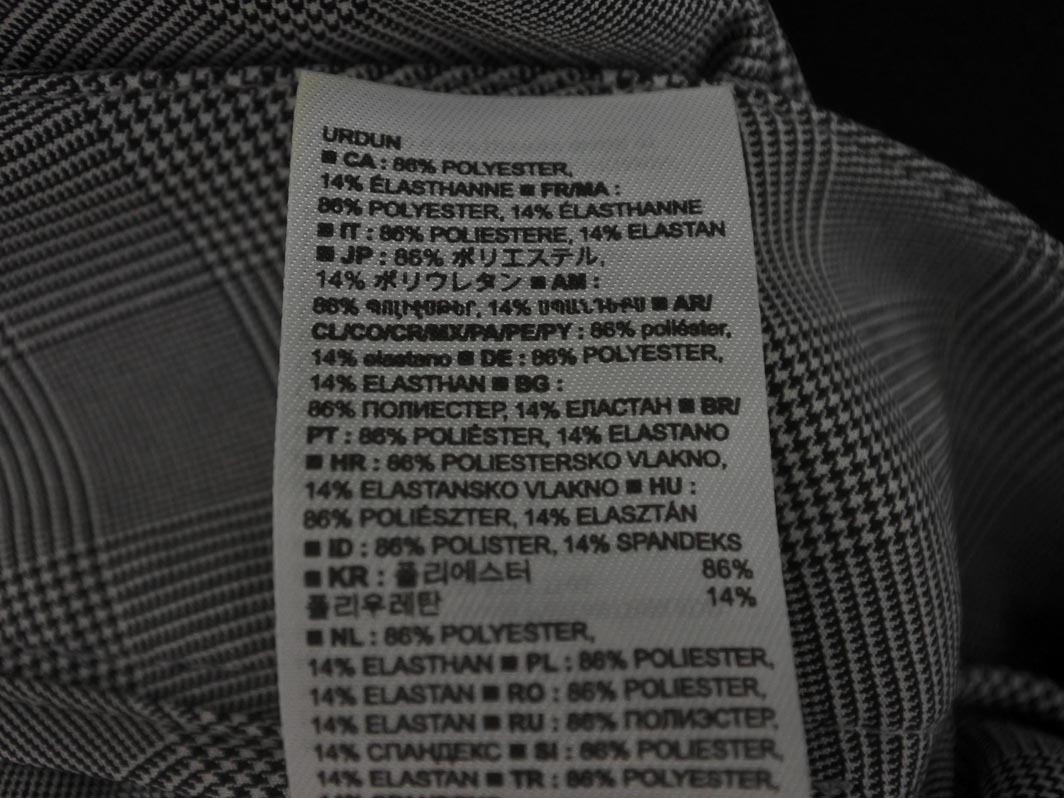 URDUN
■ CA : 86% POLYESTER,
14% ÉLASTHANNE ■ FR/MA :
86% POLYESTER, 14% ÉLASTHANNE
■ IT : 86% POLIESTERE, 14% ELASTAN
■ JP : 86% ポリエステル,
14% ポリウレタン ■ AM :
86% պոլիէսթեր, 14% սպանդեքս ■ AR/
CL/CO/CR/MX/PA/PE/PY : 86% poliéster,
14% elastano ■ DE : 86% POLYESTER,
14% ELASTHAN ■ BG :
86% ПОЛИЕСТЕР, 14% ЕЛАСТАН ■ BR/
PT : 86% POLIÉSTER, 14% ELASTANO
■ HR : 86% POLIESTERSKO VLAKNO,
14% ELASTANSKO VLAKNO ■ HU :
86% POLIÉSZTER, 14% ELASZTÁN
■ ID : 86% POLISTER, 14% SPANDEKS
■ KR : 폴리에스터 86%
폴리우레탄 14%
■ NL : 86% POLYESTER,
14% ELASTHAN ■ PL : 86% POLIESTER,
14% ELASTAN ■ RO : 86% POLIESTER,
14% ELASTAN ■ RU : 86% ПОЛИЭСТЕР,
14% СПАНДЕКС ■ SI : 86% POLIESTER,
14% ELASTAN ■ TR : 86% POLYESTER,